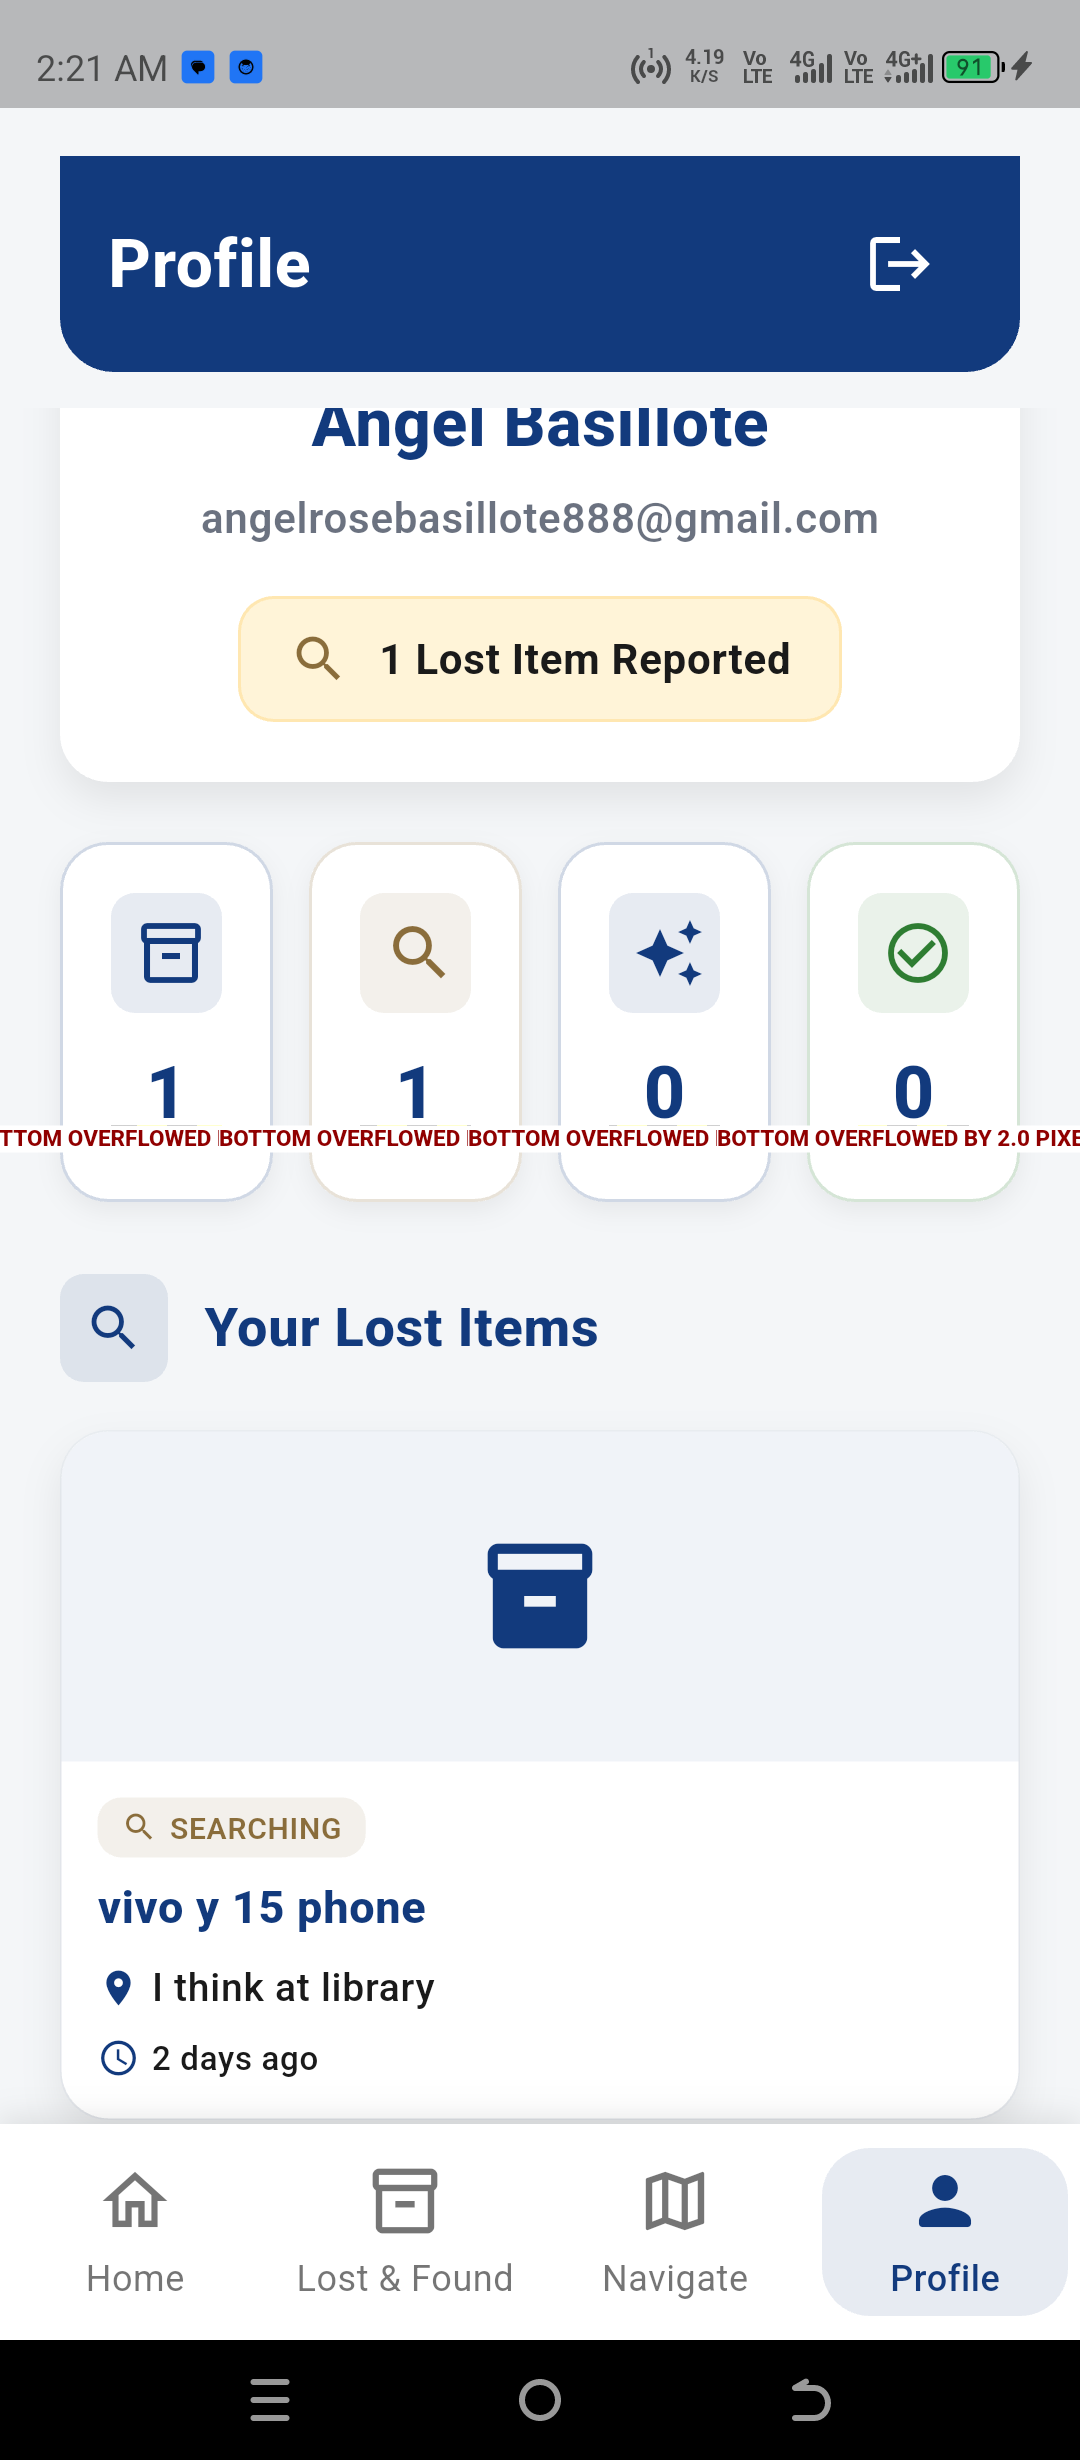 2:21 AM
1
4.19 K/S
Vo LTE
4G
Vo LTE
4G+
91
Profile
Angel Basillote
angelrosebasillote888@gmail.com
1 Lost Item Reported
1
1
0
0
TTOM OVERFLOWED
BOTTOM OVERFLOWED
BOTTOM OVERFLOWED
BOTTOM OVERFLOWED BY 2.0 PIXE
Your Lost Items
SEARCHING
vivo y 15 phone
I think at library
2 days ago
Home
Lost & Found
Navigate
Profile